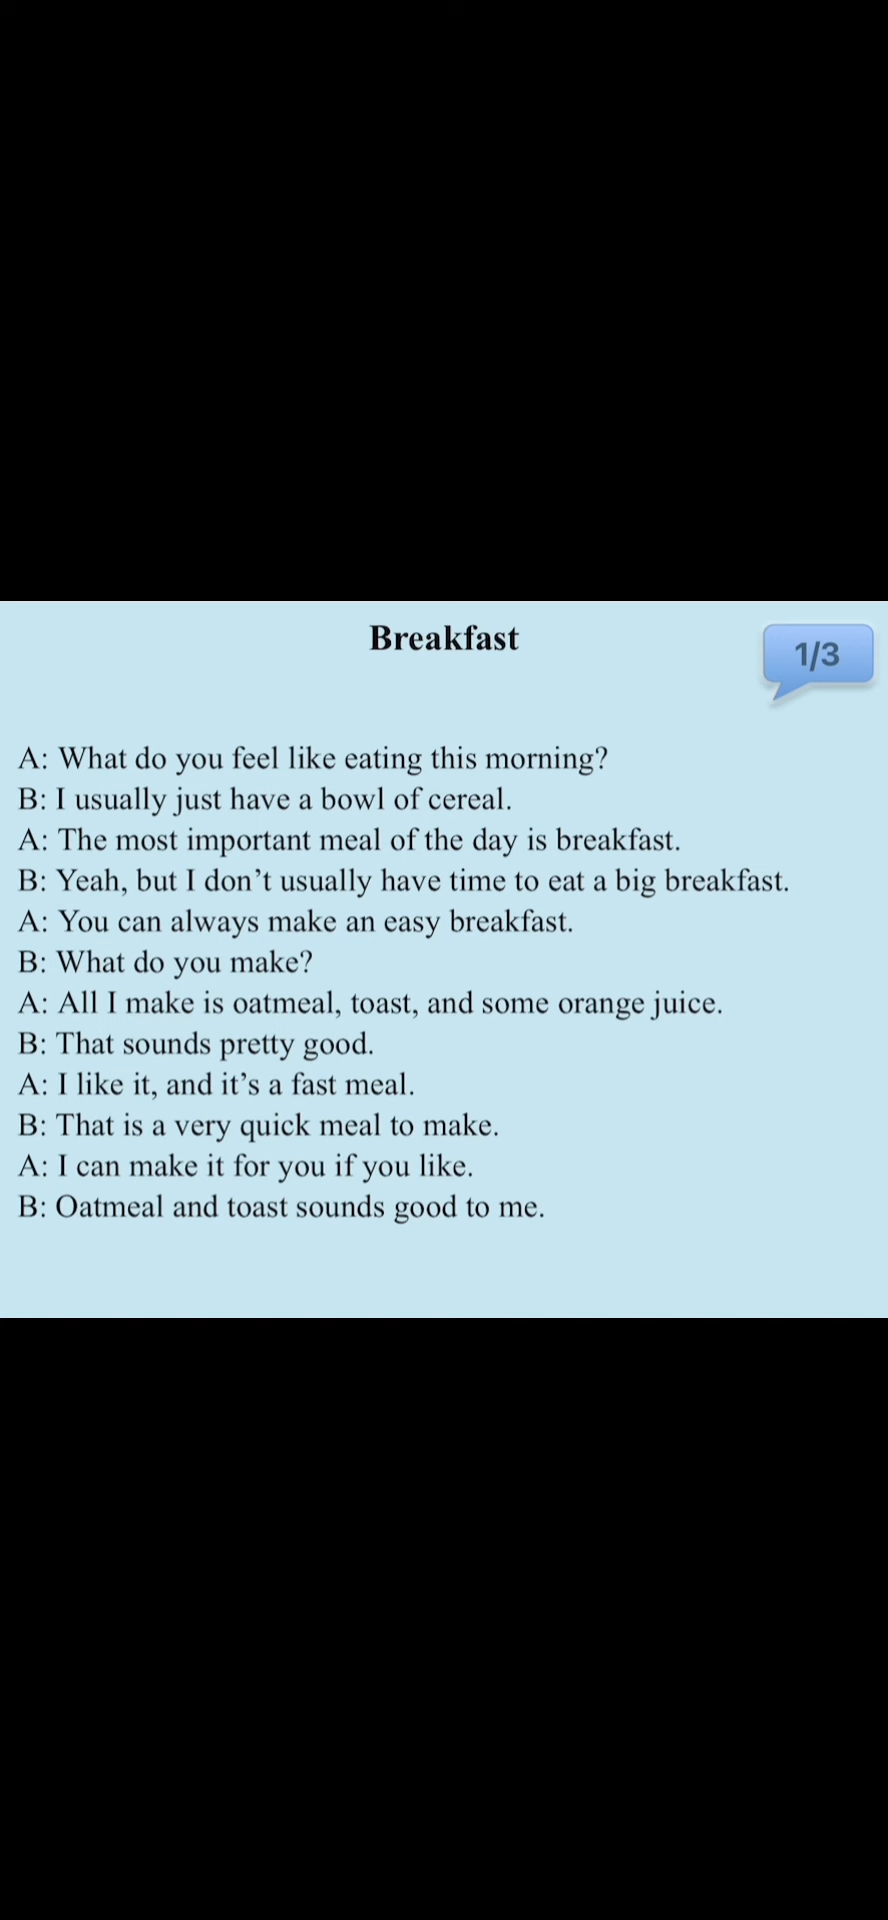 Breakfast
1/3
A: What do you feel like eating this morning?
B: I usually just have a bowl of cereal.
A: The most important meal of the day is breakfast.
B: Yeah, but I don’t usually have time to eat a big breakfast.
A: You can always make an easy breakfast.
B: What do you make?
A: All I make is oatmeal, toast, and some orange juice.
B: That sounds pretty good.
A: I like it, and it’s a fast meal.
B: That is a very quick meal to make.
A: I can make it for you if you like.
B: Oatmeal and toast sounds good to me.